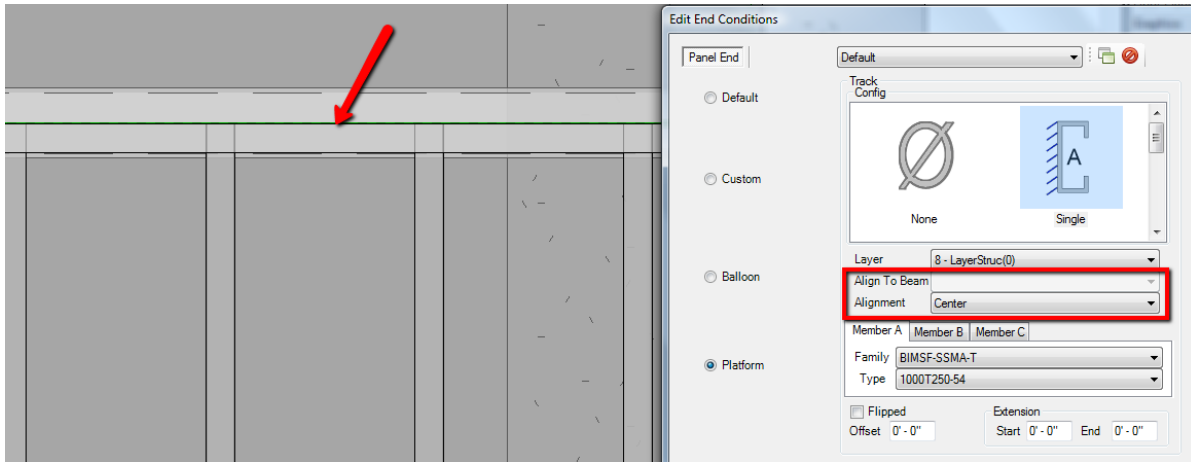 Edit End Conditions
Panel End
Default
Default
Custom
Balloon
Platform
Track
Config
A
None
Single
Layer 8 - LayerStruc(0)
Align To Beam
Alignment Center
Member A Member B Member C
Family BIMSF-SSMA-T
Type 1000T250-54
Flipped
Extension
Offset 0' - 0" Start 0' - 0" End 0' - 0"